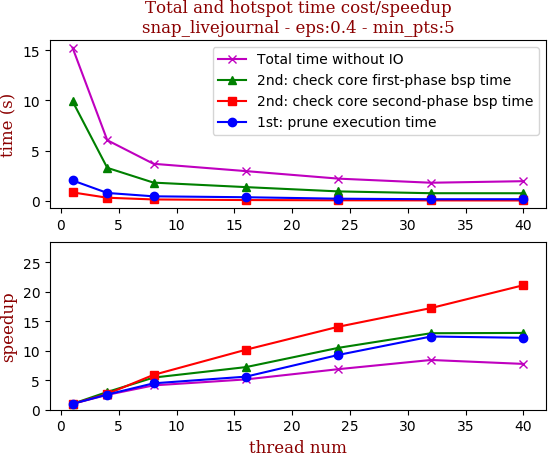 Total and hotspot time cost/speedup
snap_livejournal - eps:0.4 - min_pts:5
time (s)
15
10
5
0
Total time without IO
2nd: check core first-phase bsp time
2nd: check core second-phase bsp time
1st: prune execution time
0 5 10 15 20 25 30 35 40
speedup
25
20
15
10
5
0
0 5 10 15 20 25 30 35 40
thread num